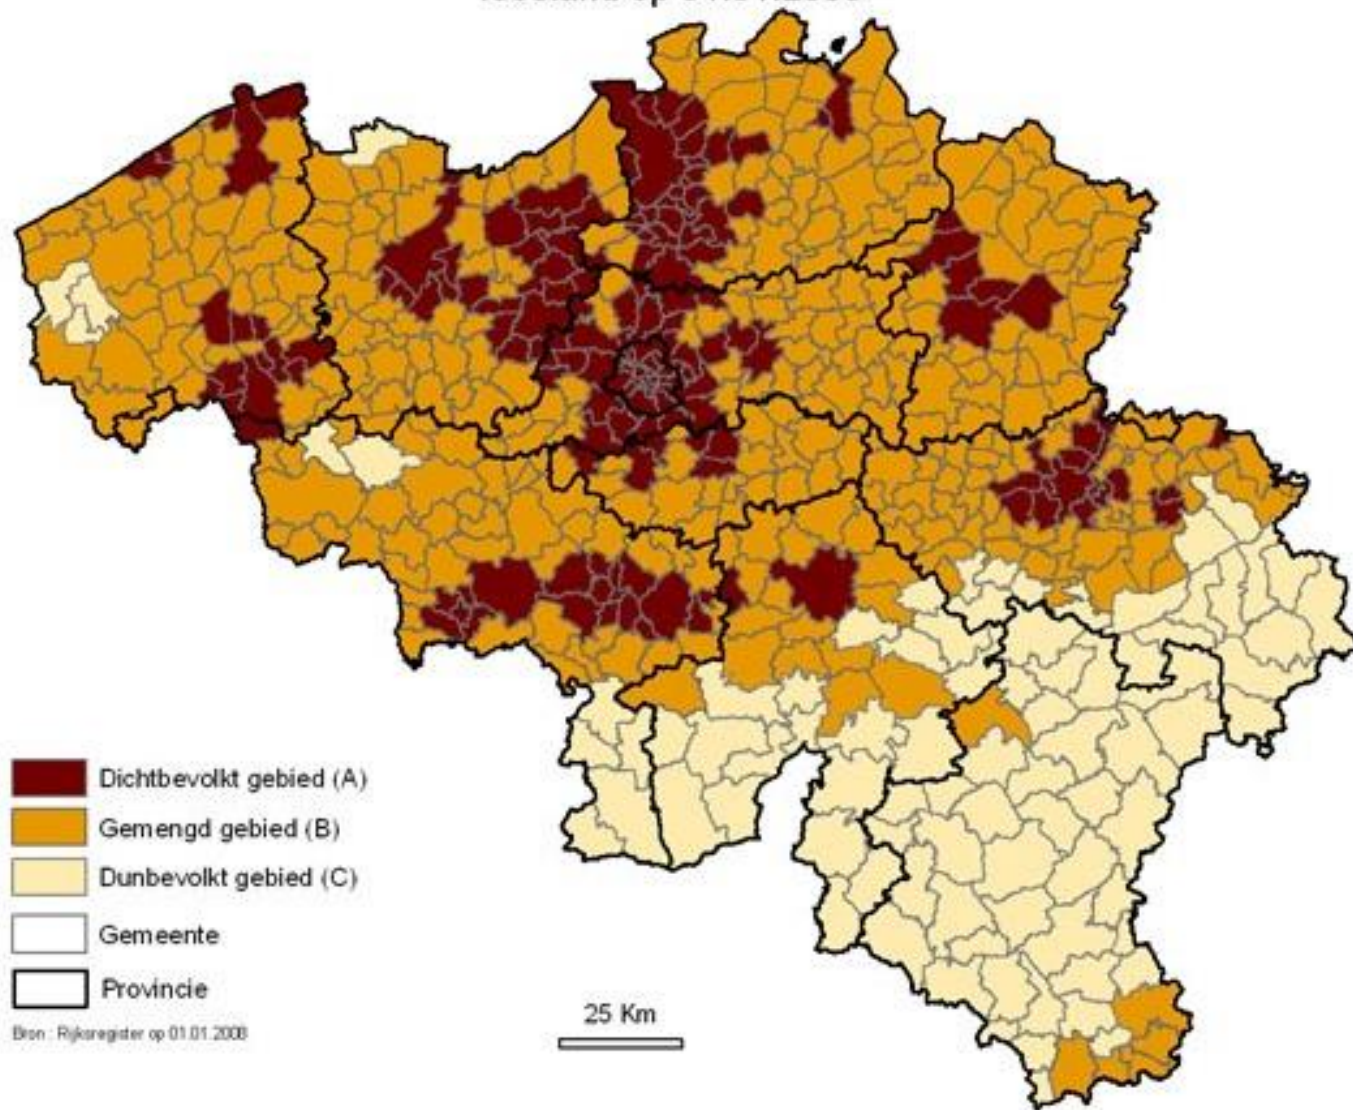 Dichtbevolkt gebied (A)
Gemengd gebied (B)
Dunbevolkt gebied (C)
Gemeente
Provincie
Bron : Rijksregister op 01.01.2008
25 Km